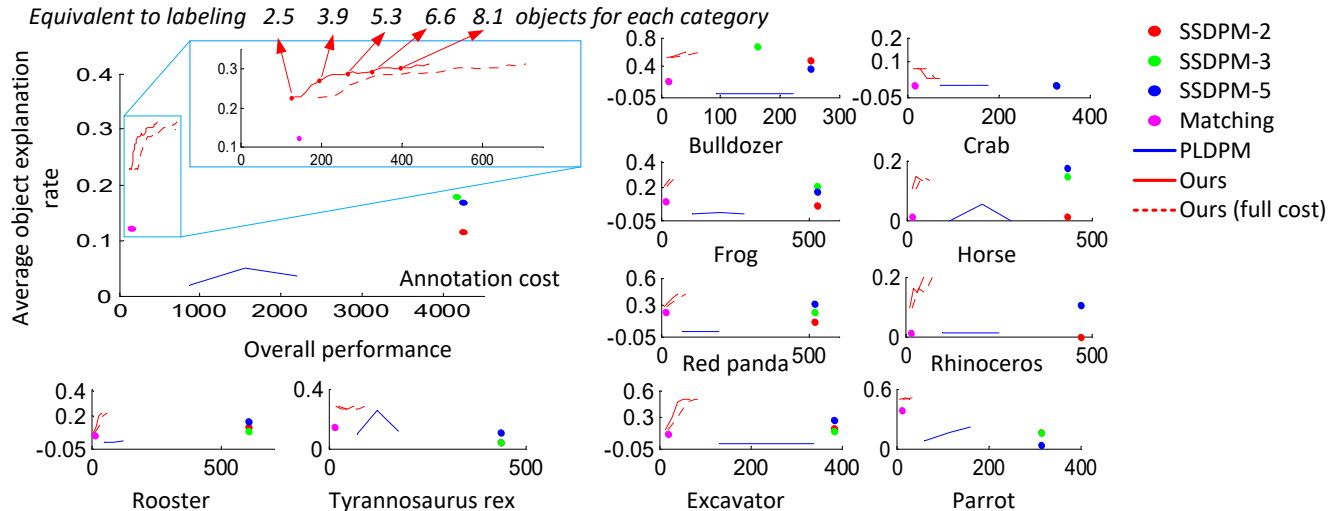 Equivalent to labeling 2.5 3.9 5.3 6.6 8.1 objects for each category
Average object explanation rate
0.4
0.3
0.2
0.1
0
0 1000 2000 3000 4000
Annotation cost
Overall performance
0.4
0.3
0.2
0.1
0 200 400 600
0.8
0.4
-0.05
0 100 200 300
Bulldozer
0.2
0.1
-0.05
0 200 400
Crab
SSDPM-2
SSDPM-3
SSDPM-5
Matching
PLDPM
Ours
Ours (full cost)
0.4
0.2
-0.05
0 500
Frog
0.2
0
0 500
Horse
0.6
0.3
-0.05
0 500
Red panda
0.2
0
0 500
Rhinoceros
0.4
0.2
-0.05
0 500
Rooster
0.4
0
0 500
Tyrannosaurus rex
0.6
0.3
-0.05
0 200 400
Excavator
0.6
0
0 200 400
Parrot